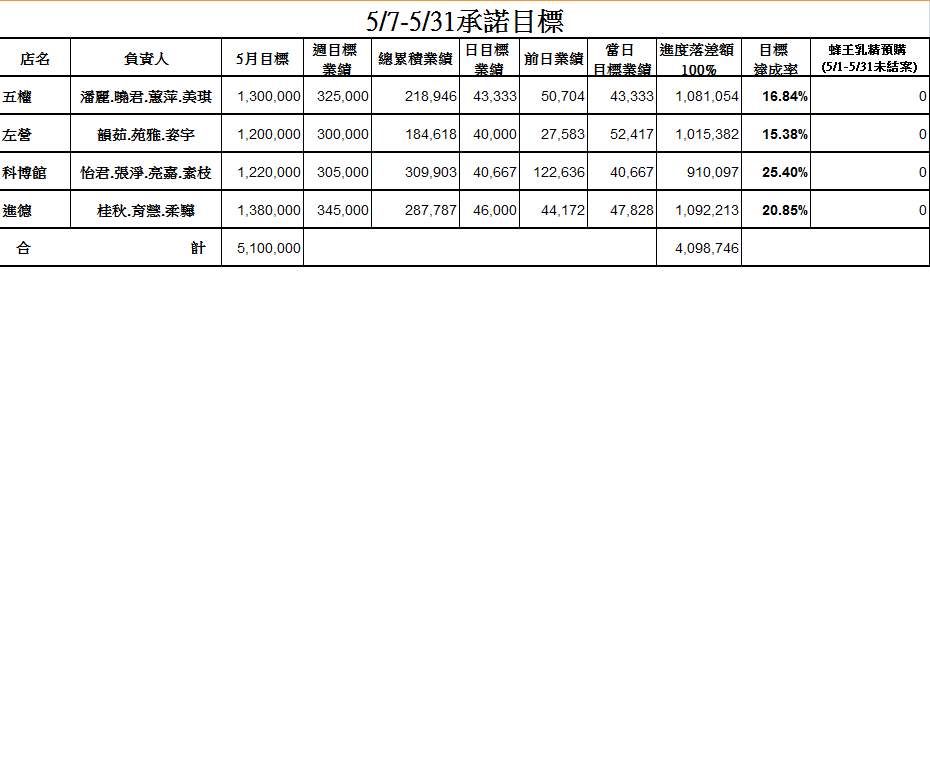 5/7-5/31承諾目標
店名 負責人 5月目標 週目標業績 總累積業績 日目標業績 前日業績 當日目標業績 進度落差額100% 目標達成率 蜂王乳精預購(5/1-5/31未結案)
五權 潘麗.曉君.蕙萍.美琪 1,300,000 325,000 218,946 43,333 50,704 43,333 1,081,054 16.84% 0
左營 韻茹.苑雅.姿宇 1,200,000 300,000 184,618 40,000 27,583 52,417 1,015,382 15.38% 0
科博館 怡君.張淨.亮嘉.素枝 1,220,000 305,000 309,903 40,667 122,636 40,667 910,097 25.40% 0
進德 桂秋.育慧.柔驊 1,380,000 345,000 287,787 46,000 44,172 47,828 1,092,213 20.85% 0
合 計 5,100,000 4,098,746